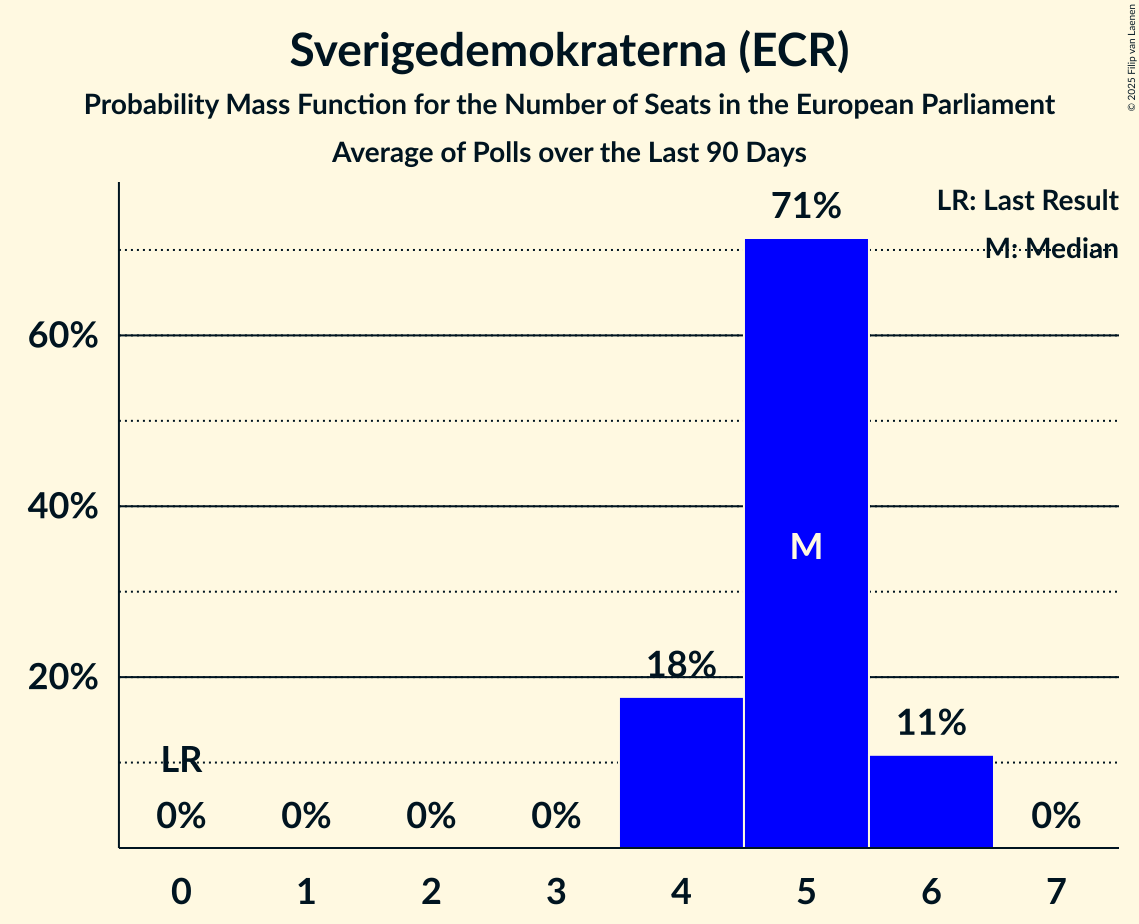 Sverigedemokraterna (ECR)
Probability Mass Function for the Number of Seats in the European Parliament
Average of Polls over the Last 90 Days
© 2025 Filip van Laenen
LR: Last Result
M: Median
71%
60%
40%
M
18%
20%
11%
LR
0% 0% 0% 0% 0%
0 1 2 3 4 5 6 7